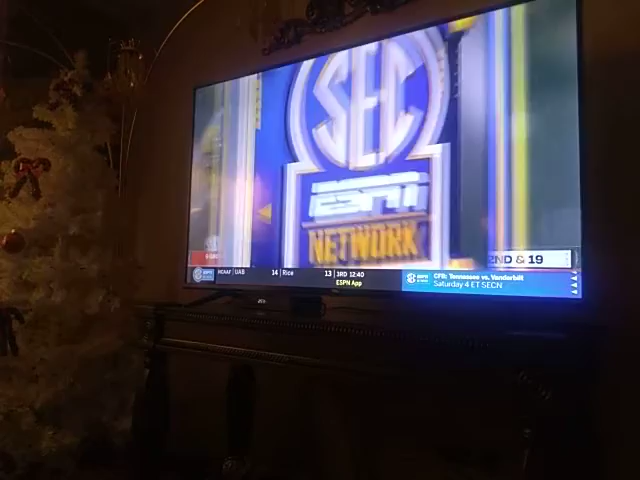 SEC
ESPN
NETWORK
2ND & 19
NCAAF UAB 14 Rice 13 3RD 12:40
ESPN App
CFB: Tennessee vs. Vanderbilt
Saturday 4 ET SECN